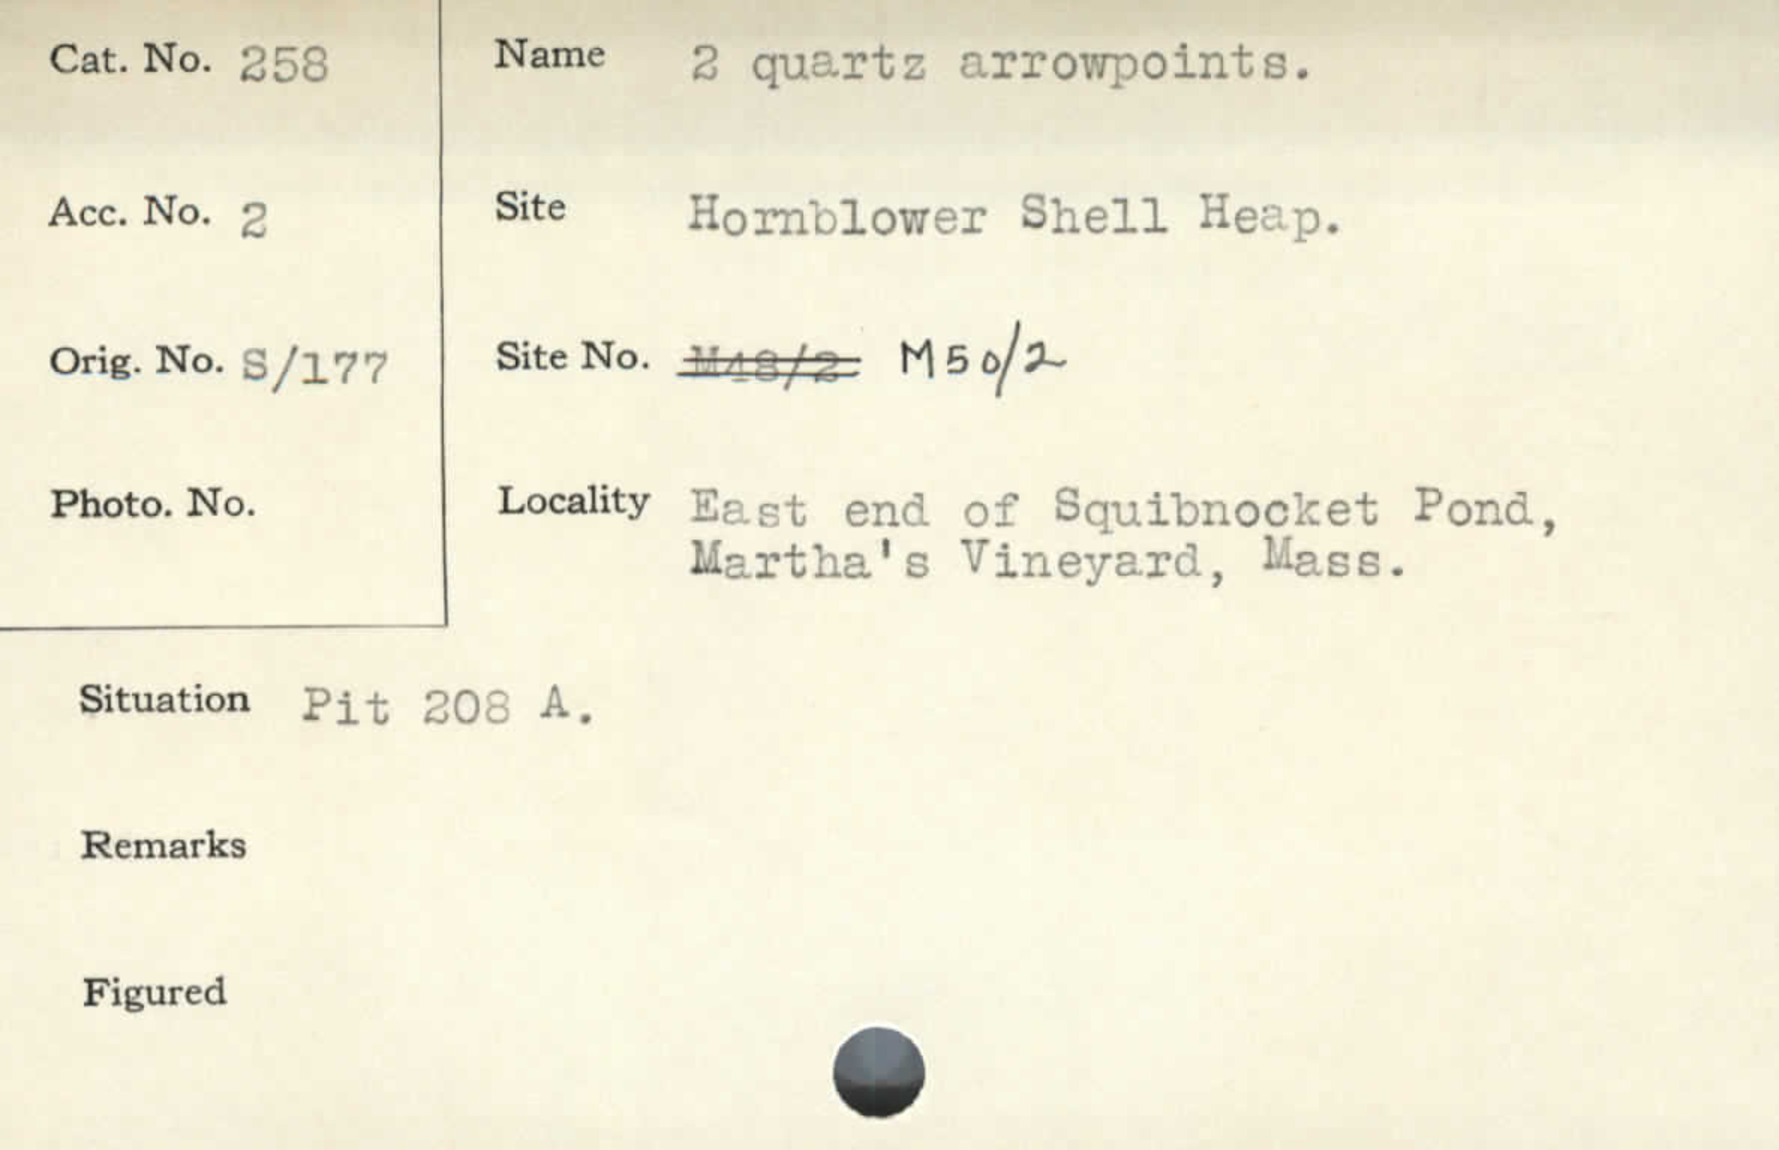 Cat. No. 258
Name 2 quartz arrowpoints.
Acc. No. 2
Site Hornblower Shell Heap.
Orig. No. S/177
Site No. M48/2 M50/2
Photo. No.
Locality East end of Squibnocket Pond,
Martha's Vineyard, Mass.
Situation Pit 208 A.
Remarks
Figured